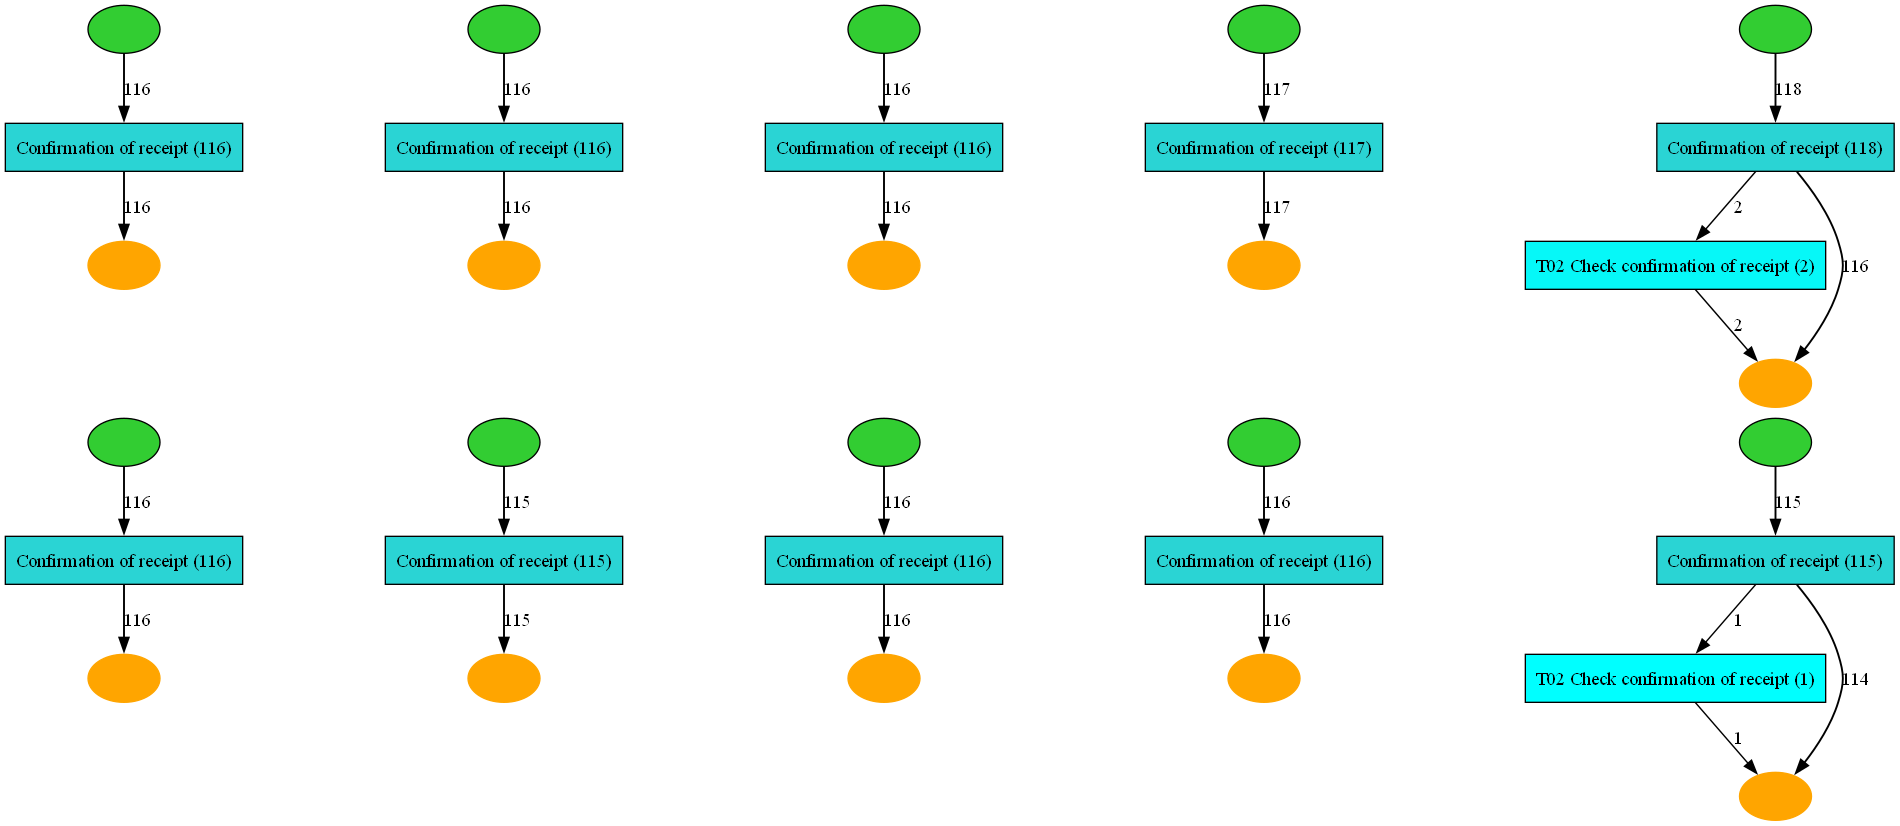 116 116 116 117 118
Confirmation of receipt (116) Confirmation of receipt (116) Confirmation of receipt (116) Confirmation of receipt (117) Confirmation of receipt (118)
116 116 116 117 2
T02 Check confirmation of receipt (2) 116
2
116 115 116 116 115
Confirmation of receipt (116) Confirmation of receipt (115) Confirmation of receipt (116) Confirmation of receipt (116) Confirmation of receipt (115)
116 115 116 116 1
T02 Check confirmation of receipt (1) 114
1